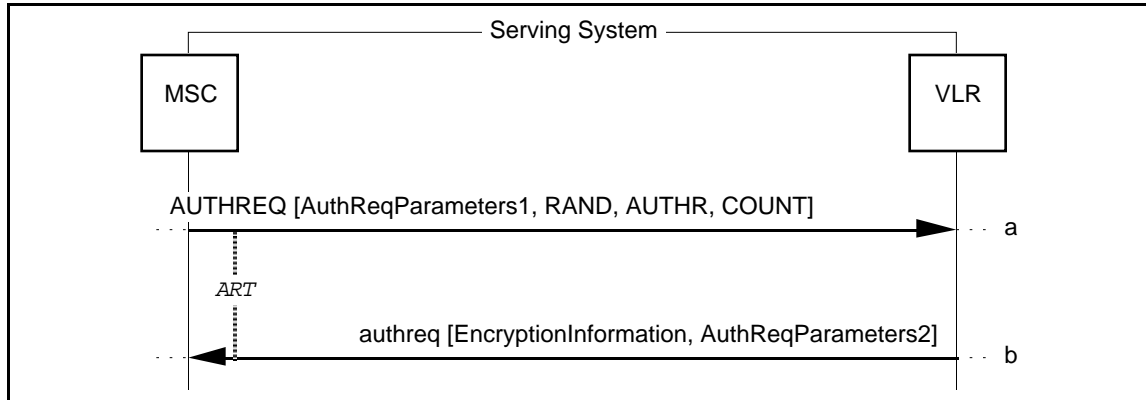 Serving System
MSC
VLR
AUTHREQ [AuthReqParameters1, RAND, AUTHR, COUNT]
a
ART
authreq [EncryptionInformation, AuthReqParameters2]
b